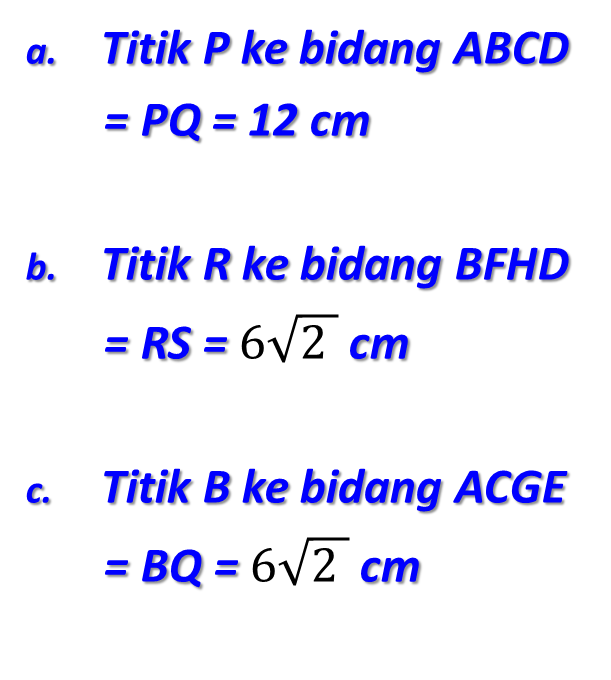 a. Titik P ke bidang ABCD
= PQ = 12 cm
b. Titik R ke bidang BFHD
= RS = 6√2 cm
c. Titik B ke bidang ACGE
= BQ = 6√2 cm